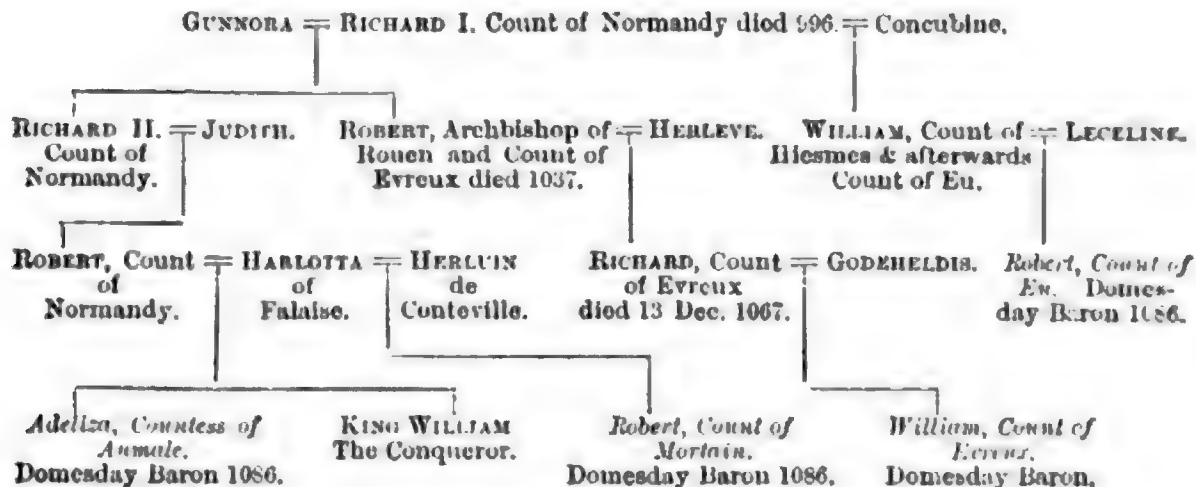 GUNNORA = RICHARD I. Count of Normandy died 996. = Concubine.
RICHARD II. = JUDITH. ROBERT, Archbishop of = HERLEVE. WILLIAM, Count of = LECELINE.
Count of Rouen and Count of Hiesmes & afterwards
Normandy. Evreux died 1037. Count of Eu.
ROBERT, Count = HARLOTTA = HERLUIN RICHARD, Count = GODEHELDIS. Robert, Count of
of of de of Evreux Eu. Domes-
Normandy. Falaise. Conteville. died 13 Dec. 1067. day Baron 1086.
Adeliza, Countess of KING WILLIAM Robert, Count of William, Count of
Aumale. The Conqueror. Mortain. Evreux.
Domesday Baron 1086. Domesday Baron 1086. Domesday Baron.